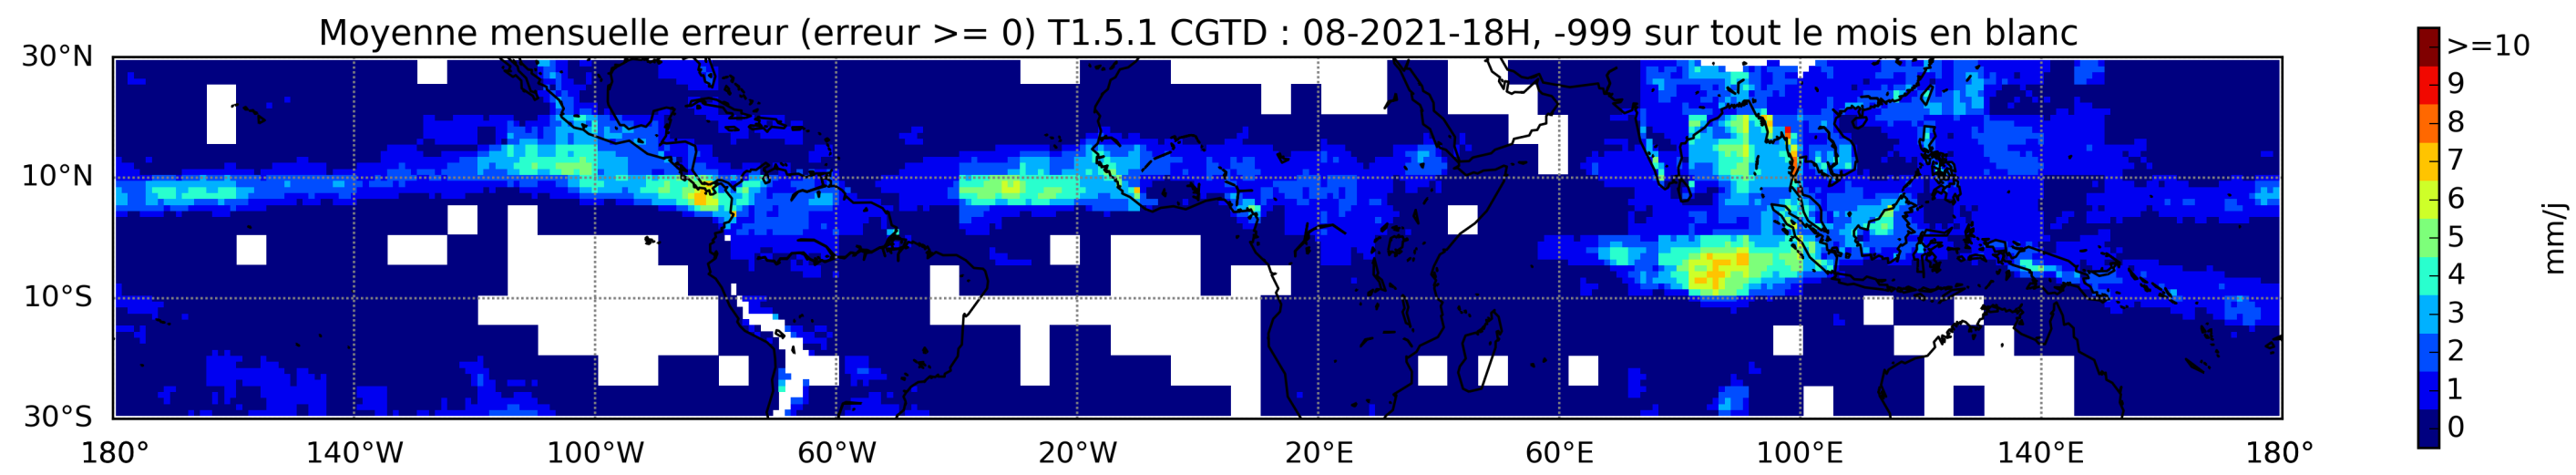 Moyenne mensuelle erreur (erreur >= 0) T1.5.1 CGTD : 08-2021-18H, -999 sur tout le mois en blanc
30°N
10°N
10°S
30°S
180° 140°W 100°W 60°W 20°W 20°E 60°E 100°E 140°E 180°
>=10
9
8
7
6
5
4
3
2
1
0
mm/j